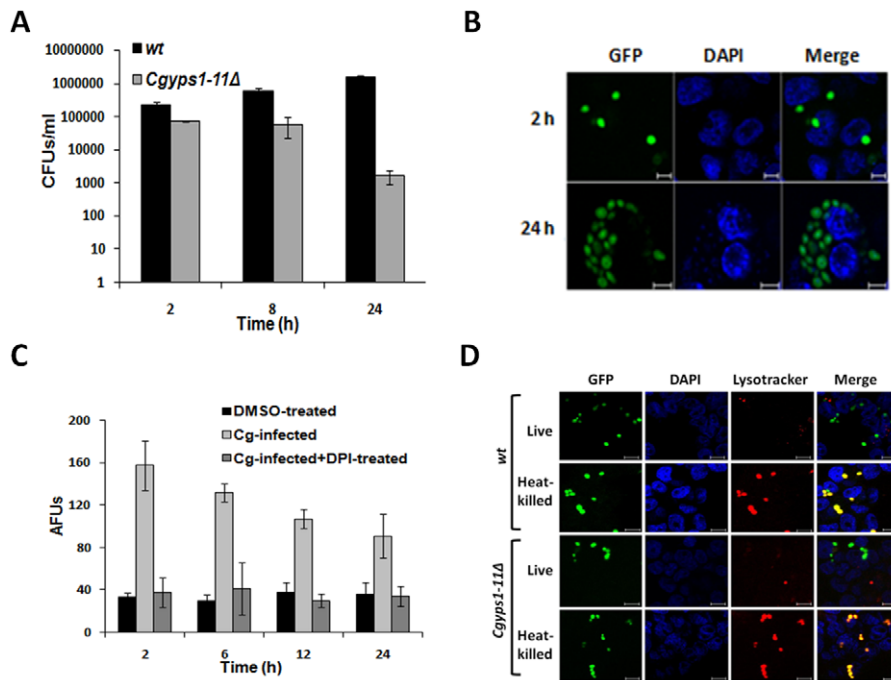 A
10000000
1000000
100000
10000
1000
100
10
1
CFUs/ml
wt
Cgyps1-11Δ
2 8 24
Time (h)
B
GFP DAPI Merge
2 h
24 h
C
200
160
120
80
40
0
AFUs
DMSO-treated
Cg-infected
Cg-infected+DPI-treated
2 6 12 24
Time (h)
D
GFP DAPI Lysotracker Merge
wt
Live
Heat-
killed
Cgyps1-11Δ
Live
Heat-
killed